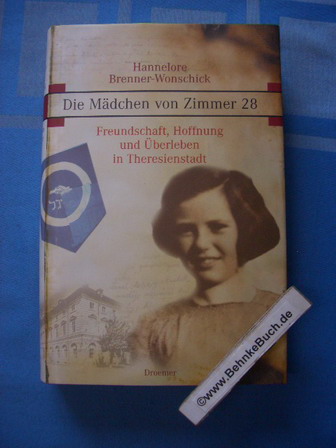 Hannelore
Brenner-Wonschick
Die Mädchen von Zimmer 28
Freundschaft, Hoffnung
und Überleben
in Theresienstadt
Droemer
©www.BehnkeBuch.de